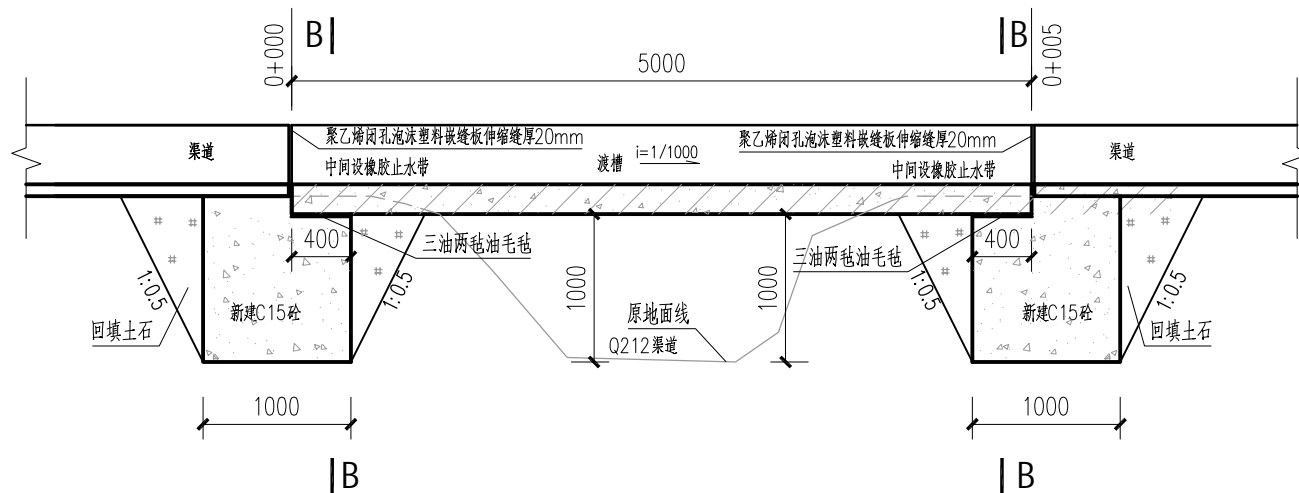 B
B
0+000
5000
0+005
聚乙烯闭孔泡沫塑料嵌缝板伸缩缝厚20mm
聚乙烯闭孔泡沫塑料嵌缝板伸缩缝厚20mm
渠道
中间设橡胶止水带
渡槽
i=1/1000
中间设橡胶止水带
渠道
400
三油两毡油毛毡
三油两毡油毛毡
400
1:0.5
1:0.5
1000
1000
1:0.5
1:0.5
新建C15砼
新建C15砼
回填土石
原地面线
Q212渠道
回填土石
1000
1000
B
B